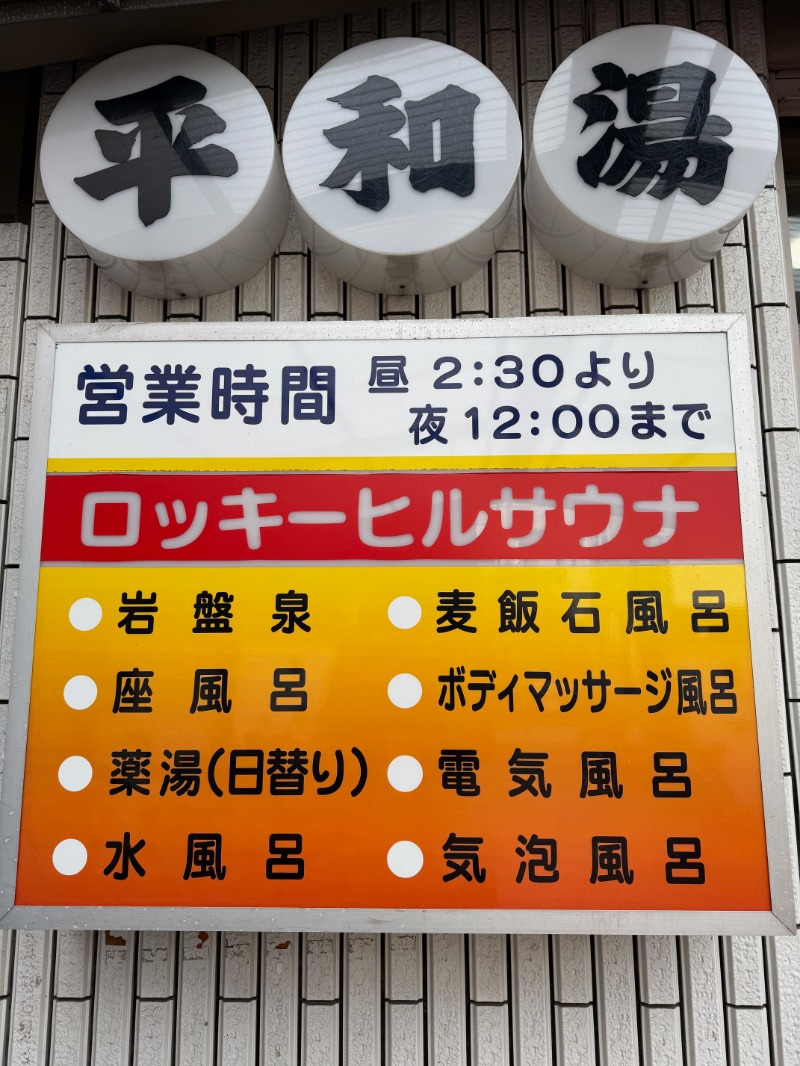 平和湯
営業時間 昼 2:30より
夜 12:00まで
ロッキーヒルサウナ
岩盤泉 麦飯石風呂
座風呂 ボディマッサージ風呂
薬湯(日替り) 電気風呂
水風呂 気泡風呂